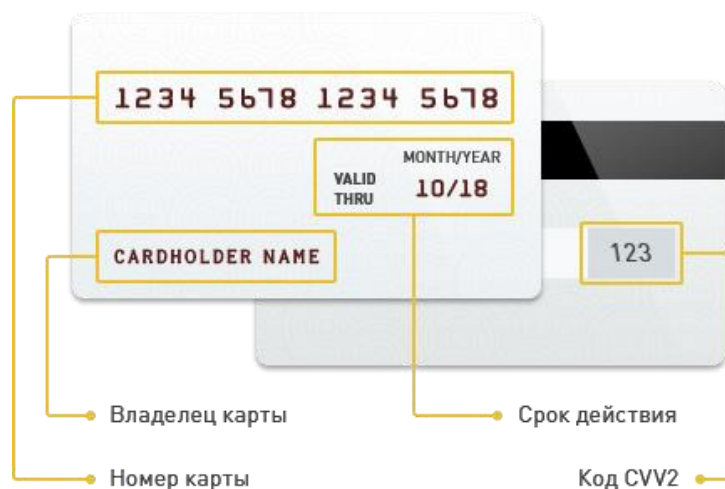 1234 5678 1234 5678
MONTH/YEAR
VALID
THRU
10/18
CARDHOLDER NAME
123
Владелец карты
Срок действия
Номер карты
Код CVV2